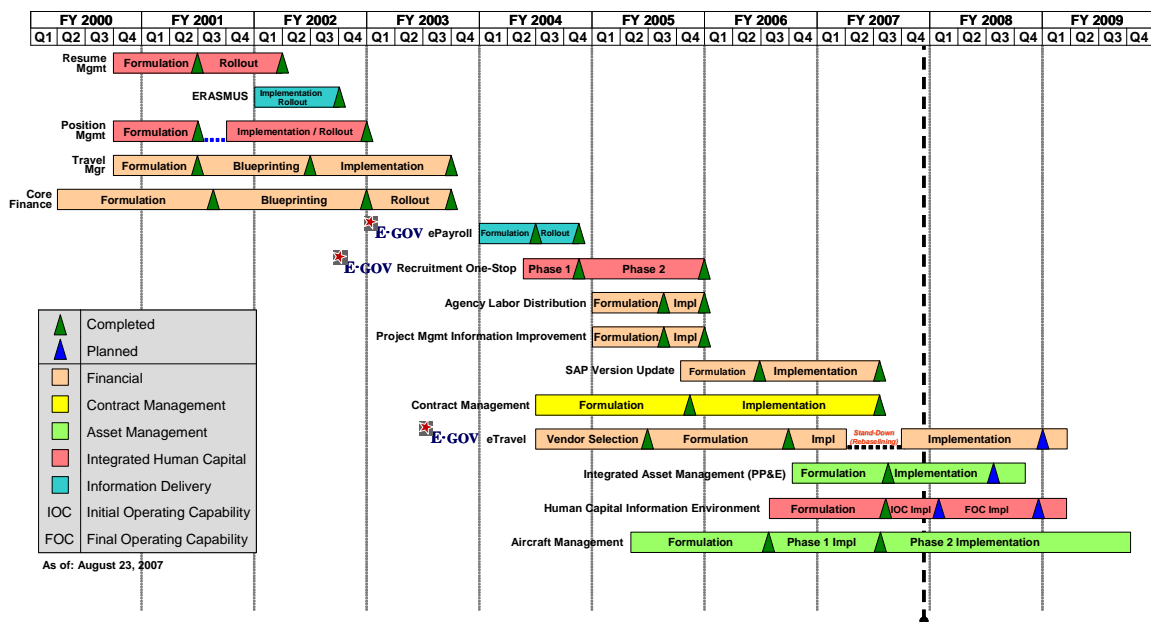 FY 2000 FY 2001 FY 2002 FY 2003 FY 2004 FY 2005 FY 2006 FY 2007 FY 2008 FY 2009
Q1 Q2 Q3 Q4 Q1 Q2 Q3 Q4 Q1 Q2 Q3 Q4 Q1 Q2 Q3 Q4 Q1 Q2 Q3 Q4 Q1 Q2 Q3 Q4 Q1 Q2 Q3 Q4 Q1 Q2 Q3 Q4 Q1 Q2 Q3 Q4 Q1 Q2 Q3 Q4
Resume
Mgmt
Formulation Rollout
ERASMUS
Implementation
Rollout
Position
Mgmt
Formulation Implementation / Rollout
Travel
Mgr
Formulation Blueprinting Implementation
Core
Finance
Formulation Blueprinting Rollout
E-GOV ePayroll Formulation Rollout
E-GOV Recruitment One-Stop Phase 1 Phase 2
Agency Labor Distribution Formulation Impl
Project Mgmt Information Improvement Formulation Impl
SAP Version Update Formulation Implementation
Contract Management Formulation Implementation
E-GOV eTravel Vendor Selection Formulation Impl
Stand-Down
(Rebaselining)
Implementation
Integrated Asset Management (PP&E) Formulation Implementation
Human Capital Information Environment Formulation IOC Impl FOC Impl
Aircraft Management Formulation Phase 1 Impl Phase 2 Implementation
Completed
Planned
Financial
Contract Management
Asset Management
Integrated Human Capital
Information Delivery
IOC Initial Operating Capability
FOC Final Operating Capability
As of: August 23, 2007